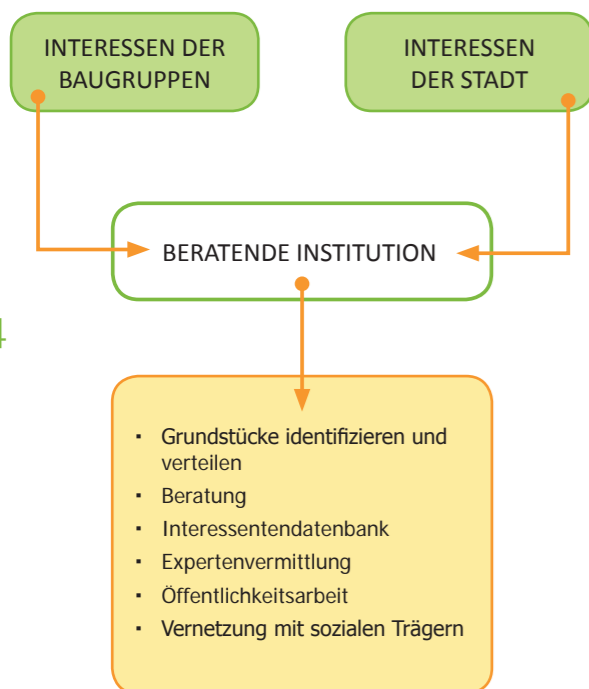 INTERESSEN DER
BAUGRUPPEN
INTERESSEN
DER STADT
BERATENDE INSTITUTION
4
▪ Grundstücke identifizieren und
verteilen
▪ Beratung
▪ Interessentendatenbank
▪ Expertenvermittlung
▪ Öffentlichkeitsarbeit
▪ Vernetzung mit sozialen Trägern